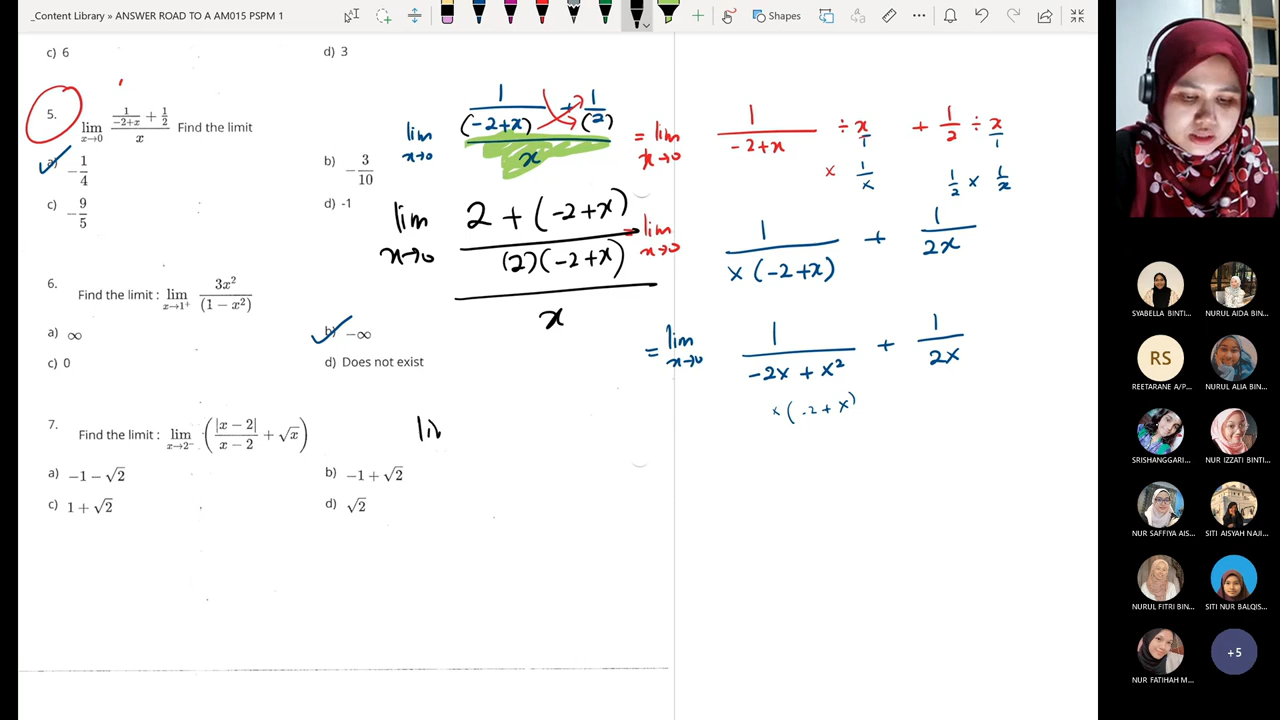 _Content Library » ANSWER ROAD TO A AM015 PSPM 1
Shapes
c) 6
d) 3
5.
lim x→0 (1/(-2+x) + 1/2)/x Find the limit
a) -1/4
b) -3/10
c) -9/5
d) -1
6.
Find the limit : lim x→1⁺ 3x²/(1 − x²)
a) ∞
b) −∞
c) 0
d) Does not exist
7.
Find the limit : lim x→2⁻ (|x − 2|/(x − 2) + √x)
a) −1 − √2
b) −1 + √2
c) 1 + √2
d) √2
lim x→0 (1/(-2+x) + 1/(2))/x
lim x→0 ((2 + (-2+x))/((2)(-2+x)))/x
= lim x→0 1/(-2+x) ÷ x/1 + 1/2 ÷ x/1
× 1/x
1/2 × 1/x
= lim x→0 1/(x(-2+x)) + 1/2x
= lim x→0 1/(-2x + x²) + 1/2x
x(-2+x)
li
SYABELLA BINTI...
NURUL AIDA BIN...
RS
REETARANE A/P...
NURUL ALIA BIN...
SRISHANGGARI...
NUR IZZATI BINTI...
NUR SAFFIYA AIS...
SITI AISYAH NAJI...
NURUL FITRI BIN...
SITI NUR BALQIS...
NUR FATIHAH M...
+5